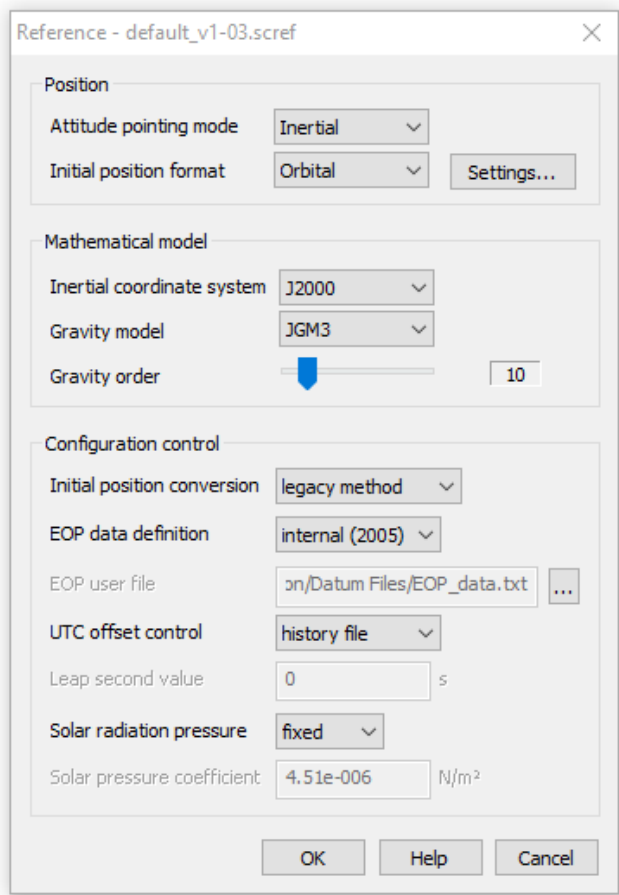 Reference - default_v1-03.scref
Position
Attitude pointing mode Inertial
Initial position format Orbital Settings...
Mathematical model
Inertial coordinate system J2000
Gravity model JGM3
Gravity order 10
Configuration control
Initial position conversion legacy method
EOP data definition internal (2005)
EOP user file on/Datum Files/EOP_data.txt ...
UTC offset control history file
Leap second value 0 s
Solar radiation pressure fixed
Solar pressure coefficient 4.51e-006 N/m²
OK Help Cancel